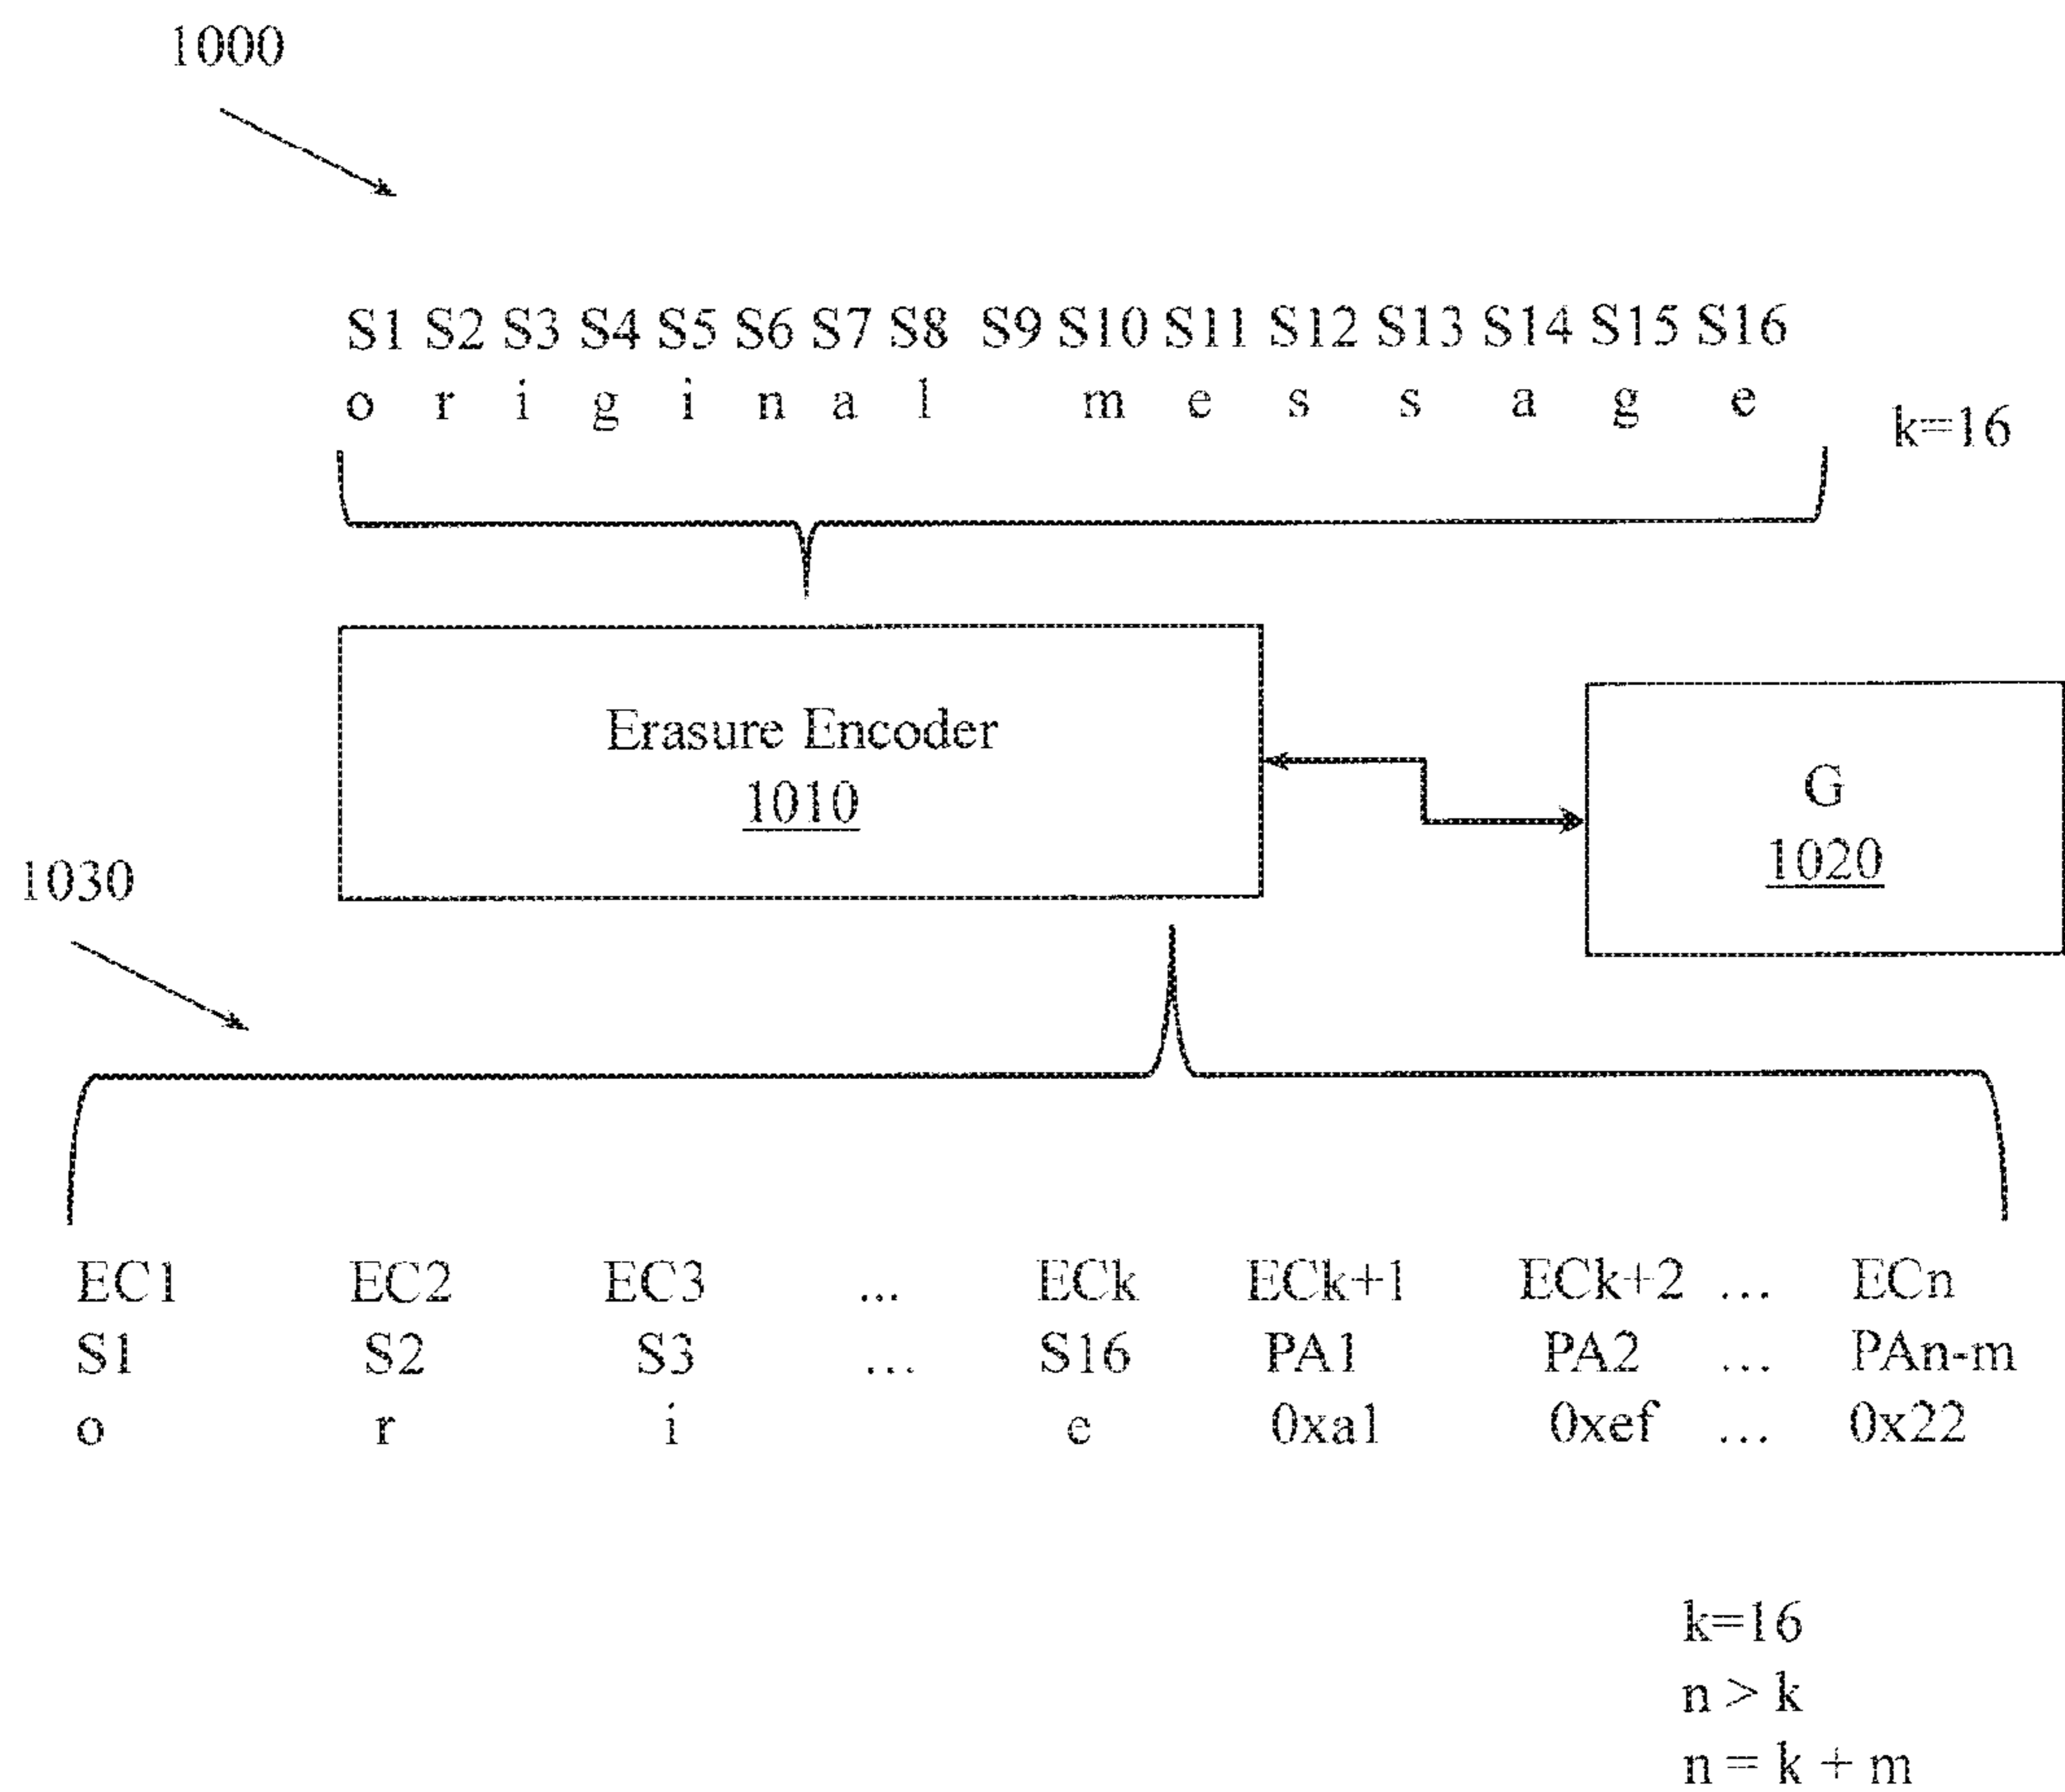 1000
S1 S2 S3 S4 S5 S6 S7 S8 S9 S10 S11 S12 S13 S14 S15 S16
o r i g i n a l m e s s a g e
k=16
Erasure Encoder
1010
G
1020
1030
EC1 EC2 EC3 ... ECk ECk+1 ECk+2 ... ECn
S1 S2 S3 ... S16 PA1 PA2 ... PAn-m
o r i e 0xa1 0xef ... 0x22
k=16
n > k
n = k + m